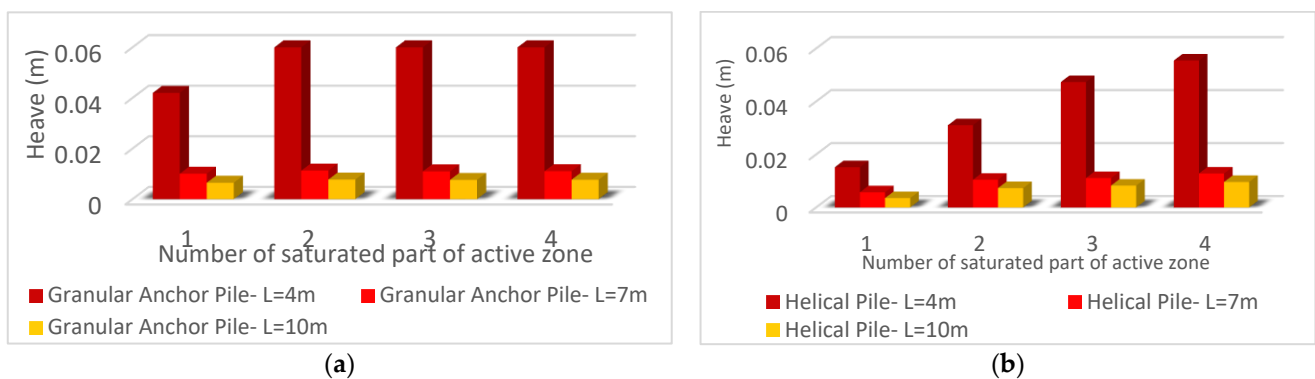 0.06
0.04
0.02
0
Heave (m)
1 2 3 4
Number of saturated part of active zone
Granular Anchor Pile- L=4m Granular Anchor Pile- L=7m
Granular Anchor Pile- L=10m
(a)
0.06
0.04
0.02
0
Heave (m)
1 2 3 4
Number of saturated part of active zone
Helical Pile- L=4m Helical Pile- L=7m
Helical Pile- L=10m
(b)